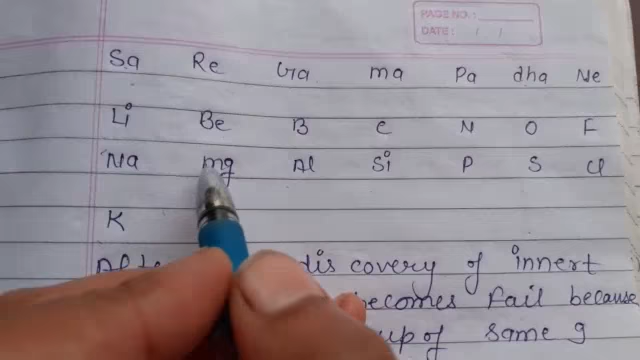 PAGE NO.:
DATE: / /
Sa Re Ga ma Pa dha Ne
Li Be B C N O F
Na mg Al Si P S Cl
K
discovery of innert
becomes fail because
of same g